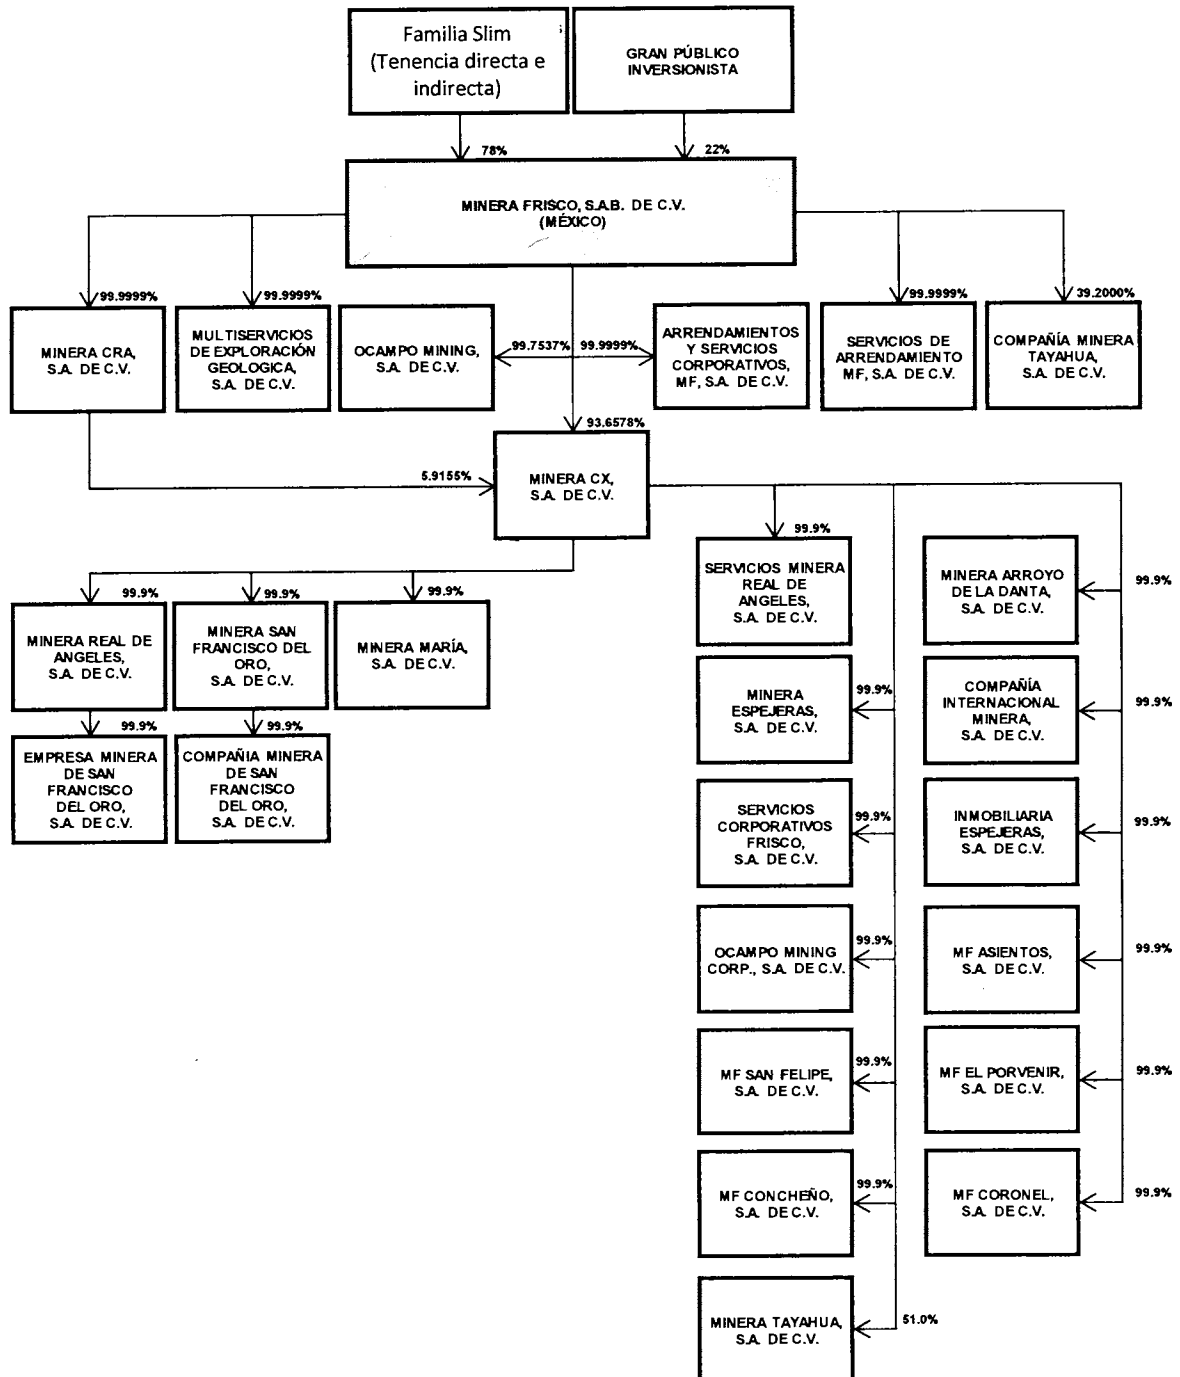 Familia Slim
(Tenencia directa e
indirecta)
GRAN PÚBLICO
INVERSIONISTA
78%
22%
MINERA FRISCO, S.A.B. DE C.V.
(MÉXICO)
99.9999%
99.9999%
99.9999%
39.2000%
MINERA CRA,
S.A. DE C.V.
MULTISERVICIOS
DE EXPLORACIÓN
GEOLOGICA,
S.A. DE C.V.
OCAMPO MINING,
S.A. DE C.V.
99.7537%
99.9999%
ARRENDAMIENTOS
Y SERVICIOS
CORPORATIVOS,
MF, S.A. DE C.V.
SERVICIOS DE
ARRENDAMIENTO
MF, S.A. DE C.V.
COMPAÑÍA MINERA
TAYAHUA,
S.A. DE C.V.
93.6578%
5.9155%
MINERA CX,
S.A. DE C.V.
99.9%
99.9%
99.9%
MINERA REAL DE
ANGELES,
S.A. DE C.V.
MINERA SAN
FRANCISCO DEL
ORO,
S.A. DE C.V.
MINERA MARÍA,
S.A. DE C.V.
99.9%
99.9%
EMPRESA MINERA
DE SAN
FRANCISCO
DEL ORO,
S.A. DE C.V.
COMPAÑIA MINERA
DE SAN
FRANCISCO
DEL ORO,
S.A. DE C.V.
99.9%
SERVICIOS MINERA
REAL DE
ANGELES,
S.A. DE C.V.
MINERA ARROYO
DE LA DANTA,
S.A. DE C.V.
99.9%
MINERA
ESPEJERAS,
S.A. DE C.V.
99.9%
COMPAÑÍA
INTERNACIONAL
MINERA,
S.A. DE C.V.
99.9%
SERVICIOS
CORPORATIVOS
FRISCO,
S.A. DE C.V.
99.9%
INMOBILIARIA
ESPEJERAS,
S.A. DE C.V.
99.9%
OCAMPO MINING
CORP., S.A. DE C.V.
99.9%
MF ASIENTOS,
S.A. DE C.V.
99.9%
MF SAN FELIPE,
S.A. DE C.V.
99.9%
MF EL PORVENIR,
S.A. DE C.V.
99.9%
MF CONCHEÑO,
S.A. DE C.V.
99.9%
MF CORONEL,
S.A. DE C.V.
99.9%
MINERA TAYAHUA,
S.A. DE C.V.
51.0%